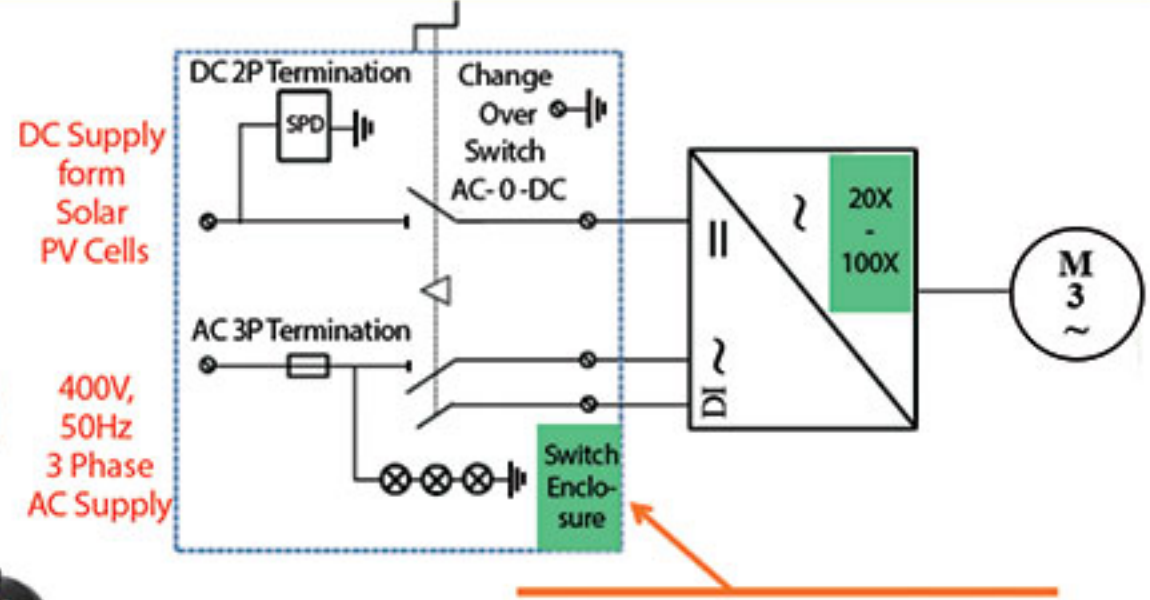 DC 2P Termination
SPD
Change
Over
Switch
AC- 0 -DC
DC Supply
form
Solar
PV Cells
AC 3P Termination
400V,
50Hz
3 Phase
AC Supply
Switch
Enclo-
sure
~
20X
-
100X
=
~
DI
M
3
~